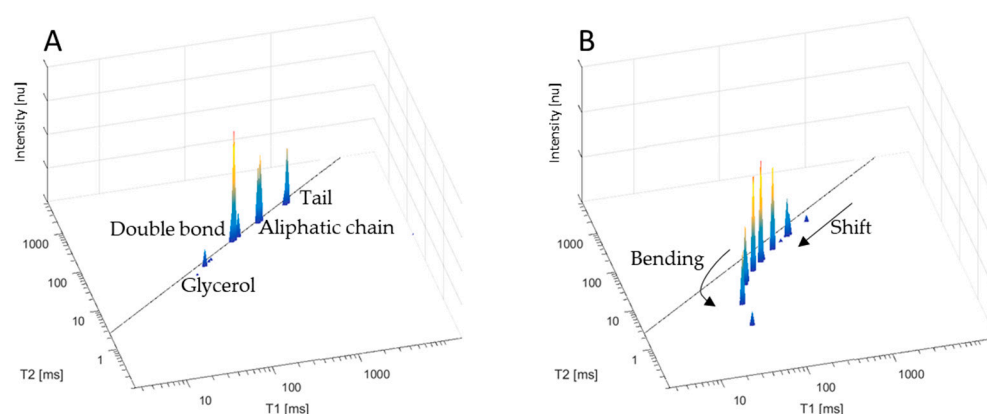 A
Intensity [nu]
Tail
Double bond
Aliphatic chain
Glycerol
1000
100
10
1
T2 [ms]
10
100
1000
T1 [ms]
B
Intensity [nu]
Shift
Bending
1000
100
10
1
T2 [ms]
10
100
1000
T1 [ms]